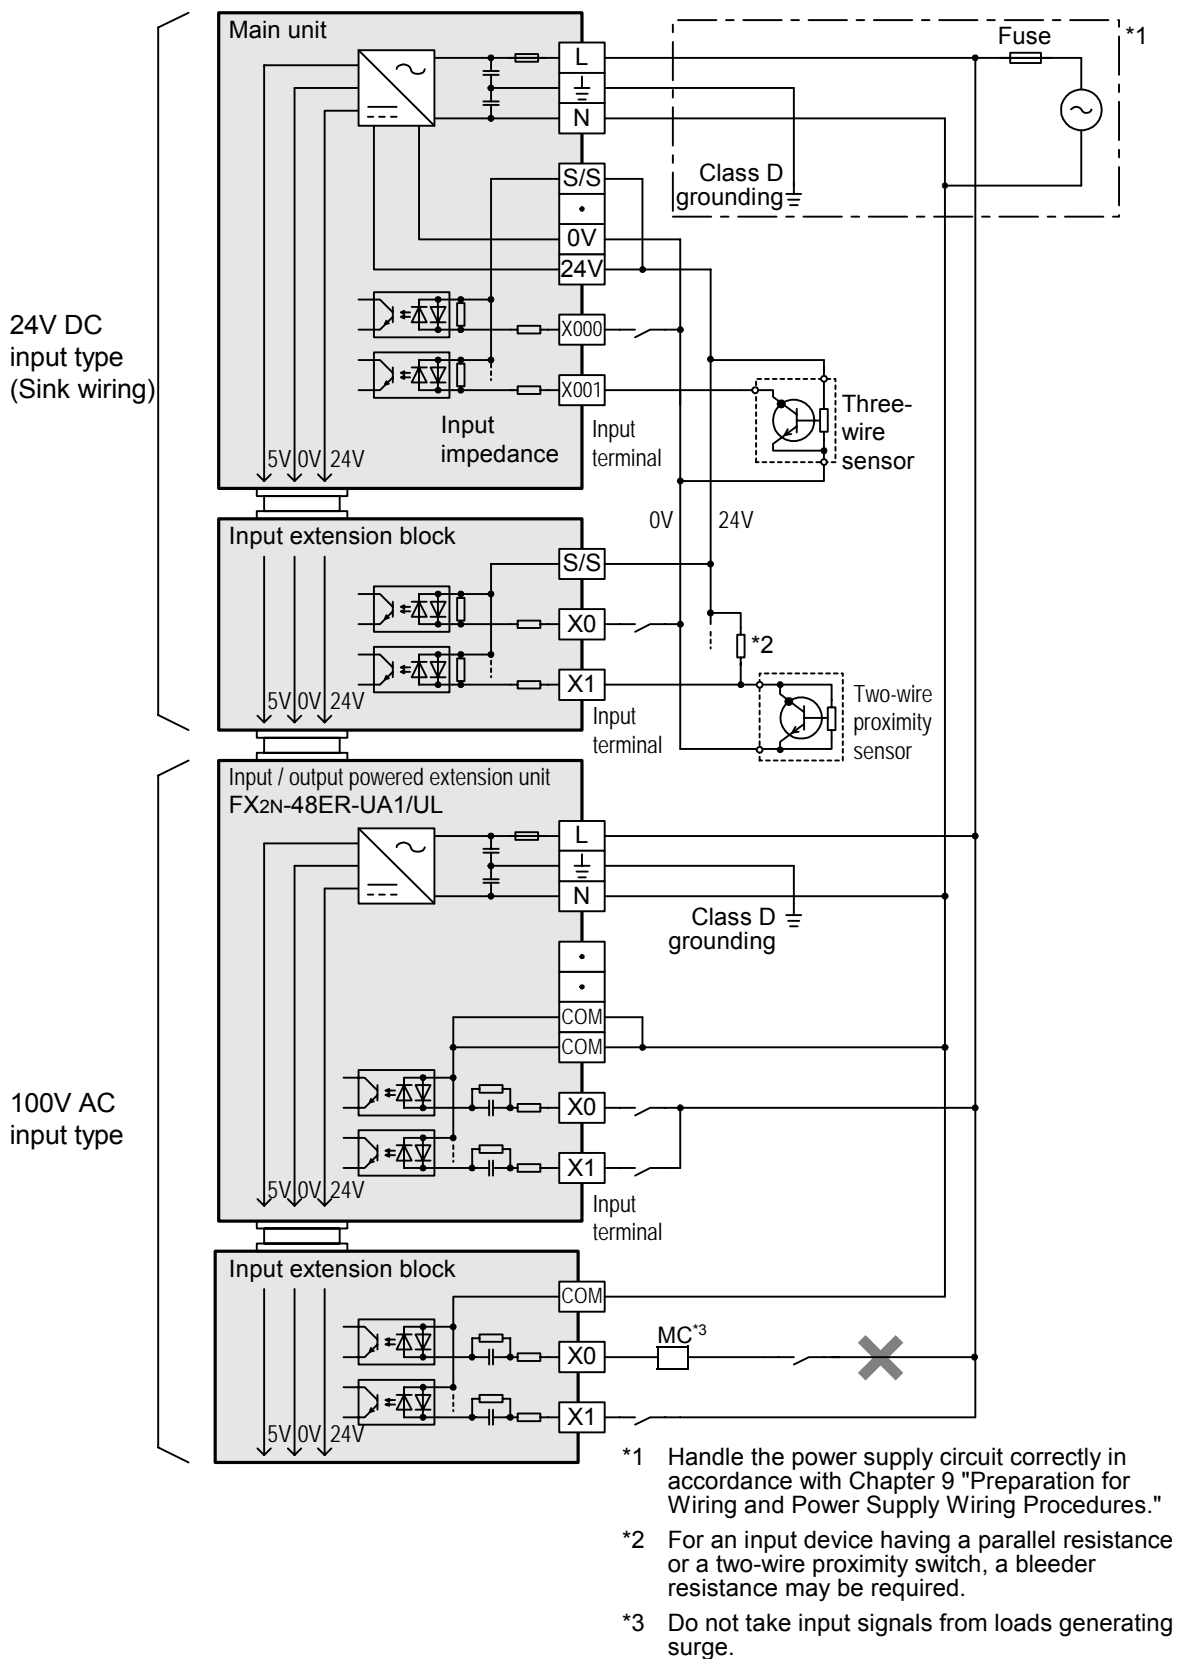 Main unit
L
N
S/S
•
0V
24V
X000
X001
Input
impedance
Input
terminal
5V 0V 24V
Fuse
*1
Class D
grounding
Three-
wire
sensor
0V 24V
24V DC
input type
(Sink wiring)
Input extension block
S/S
X0
X1
5V 0V 24V
Input
terminal
*2
Two-wire
proximity
sensor
Input / output powered extension unit
FX2N-48ER-UA1/UL
L
N
•
•
COM
COM
X0
X1
5V 0V 24V
Input
terminal
Class D
grounding
100V AC
input type
Input extension block
COM
X0
X1
5V 0V 24V
MC*3
*1 Handle the power supply circuit correctly in
accordance with Chapter 9 "Preparation for
Wiring and Power Supply Wiring Procedures."
*2 For an input device having a parallel resistance
or a two-wire proximity switch, a bleeder
resistance may be required.
*3 Do not take input signals from loads generating
surge.